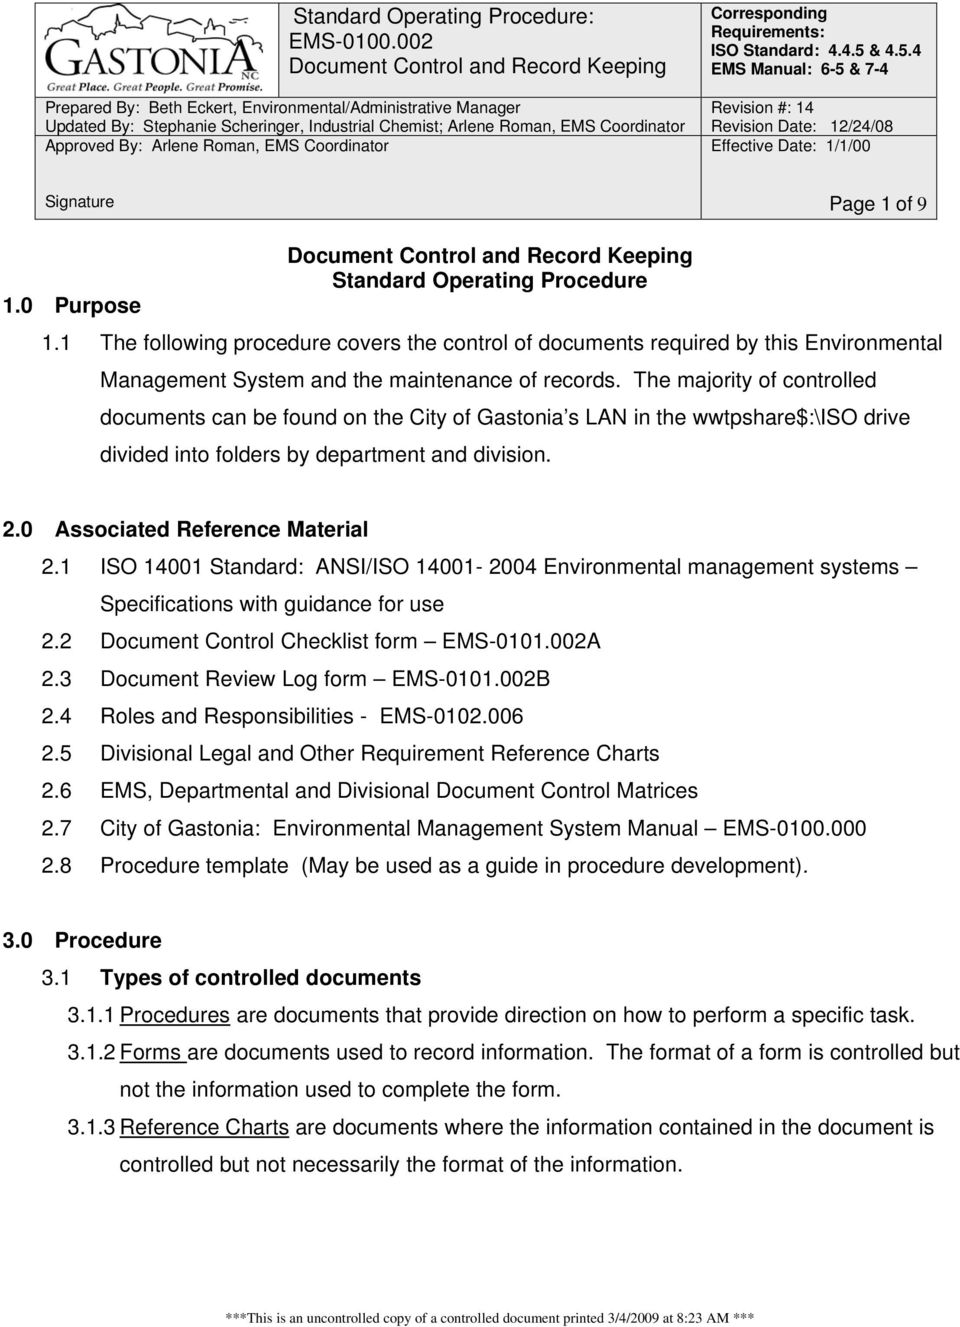 GASTONIA NC
Great Place. Great People. Great Promise.
Standard Operating Procedure:
EMS-0100.002
Document Control and Record Keeping
Corresponding
Requirements:
ISO Standard: 4.4.5 & 4.5.4
EMS Manual: 6-5 & 7-4
Prepared By: Beth Eckert, Environmental/Administrative Manager
Updated By: Stephanie Scheringer, Industrial Chemist; Arlene Roman, EMS Coordinator
Revision #: 14
Revision Date: 12/24/08
Approved By: Arlene Roman, EMS Coordinator
Effective Date: 1/1/00
Signature
Page 1 of 9
Document Control and Record Keeping
Standard Operating Procedure
1.0 Purpose
1.1 The following procedure covers the control of documents required by this Environmental
Management System and the maintenance of records. The majority of controlled
documents can be found on the City of Gastonia s LAN in the wwtpshare$:\ISO drive
divided into folders by department and division.
2.0 Associated Reference Material
2.1 ISO 14001 Standard: ANSI/ISO 14001- 2004 Environmental management systems –
Specifications with guidance for use
2.2 Document Control Checklist form – EMS-0101.002A
2.3 Document Review Log form – EMS-0101.002B
2.4 Roles and Responsibilities - EMS-0102.006
2.5 Divisional Legal and Other Requirement Reference Charts
2.6 EMS, Departmental and Divisional Document Control Matrices
2.7 City of Gastonia: Environmental Management System Manual – EMS-0100.000
2.8 Procedure template (May be used as a guide in procedure development).
3.0 Procedure
3.1 Types of controlled documents
3.1.1 Procedures are documents that provide direction on how to perform a specific task.
3.1.2 Forms are documents used to record information. The format of a form is controlled but
not the information used to complete the form.
3.1.3 Reference Charts are documents where the information contained in the document is
controlled but not necessarily the format of the information.
***This is an uncontrolled copy of a controlled document printed 3/4/2009 at 8:23 AM ***